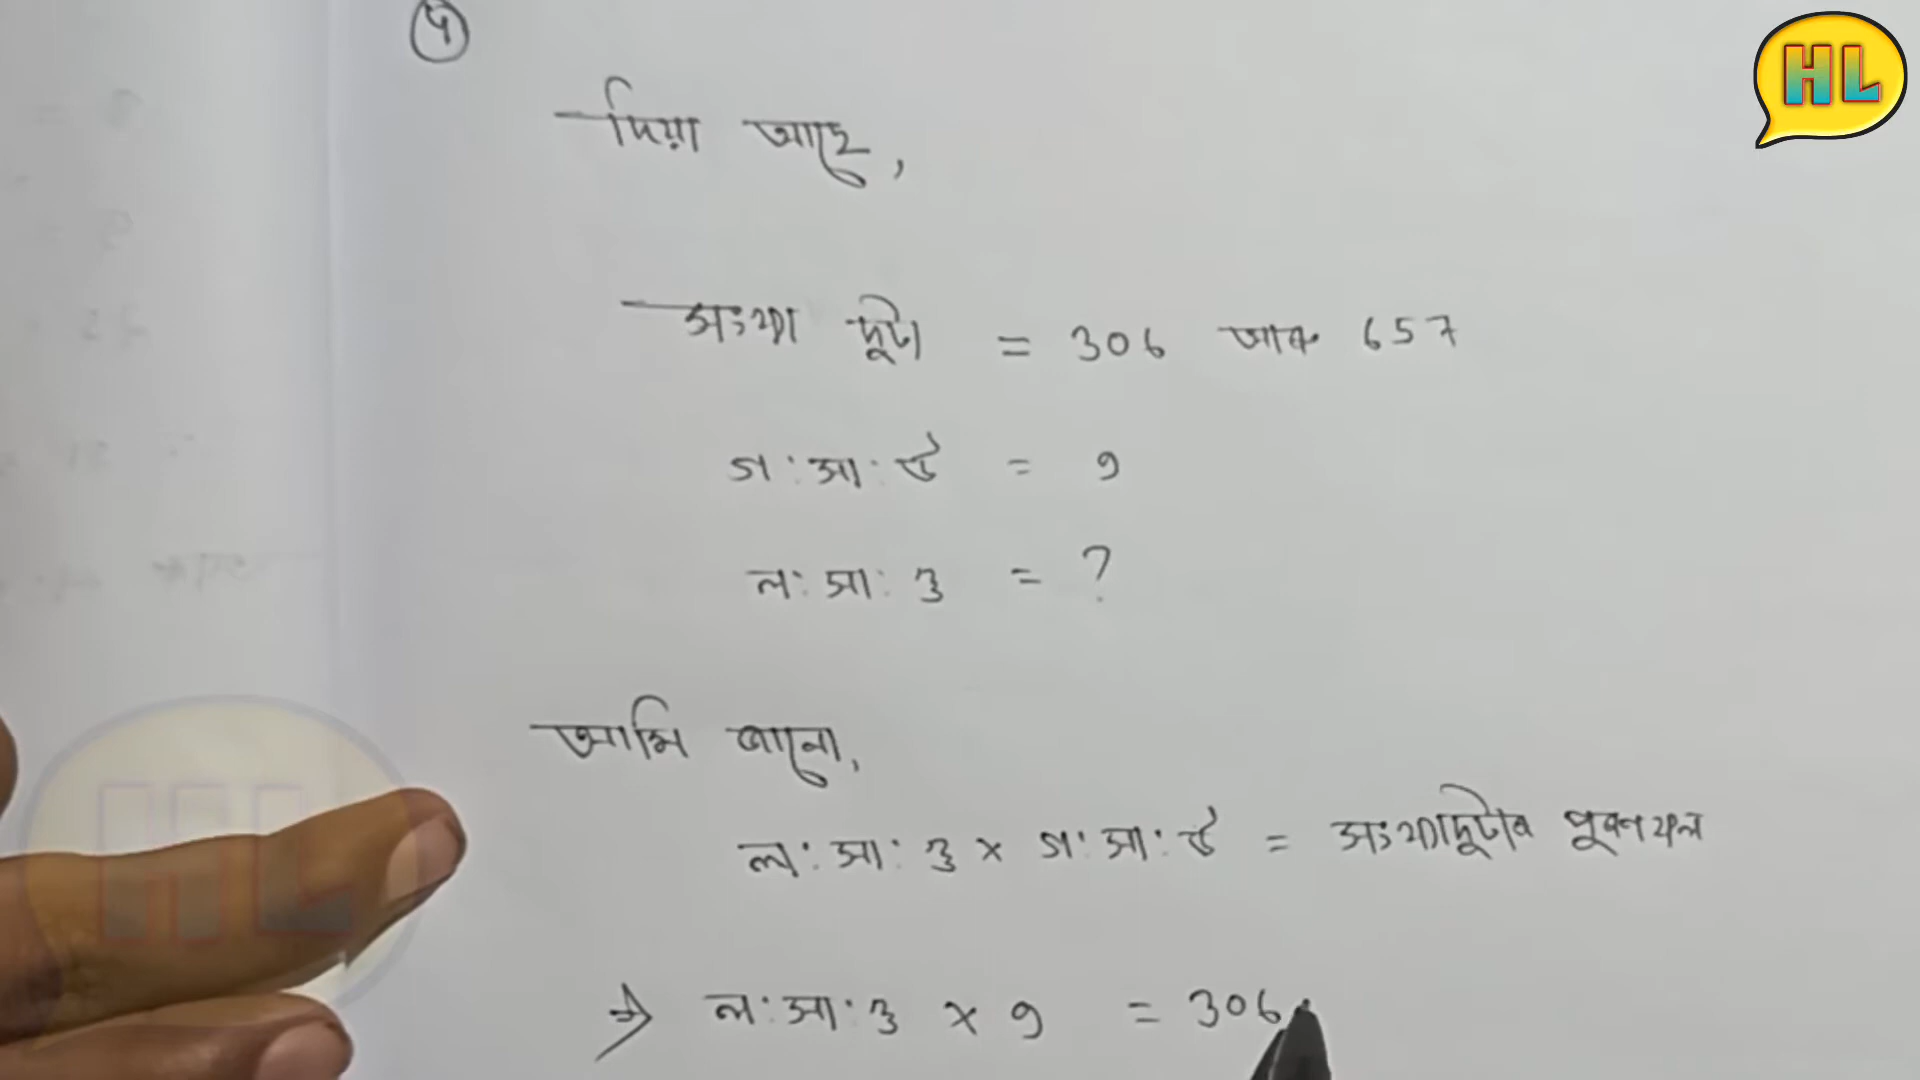 ৭
HL
দিয়া আছে,
সংখ্যা দুটা = 306 আৰু 657
গ: সা: উ = 9
ল: সা: গু = ?
আমি জানো,
ল: সা: গু × গ: সা: উ = সংখ্যাদুটাৰ পূৰণফল
⇒ ল: সা: গু × 9 = 306